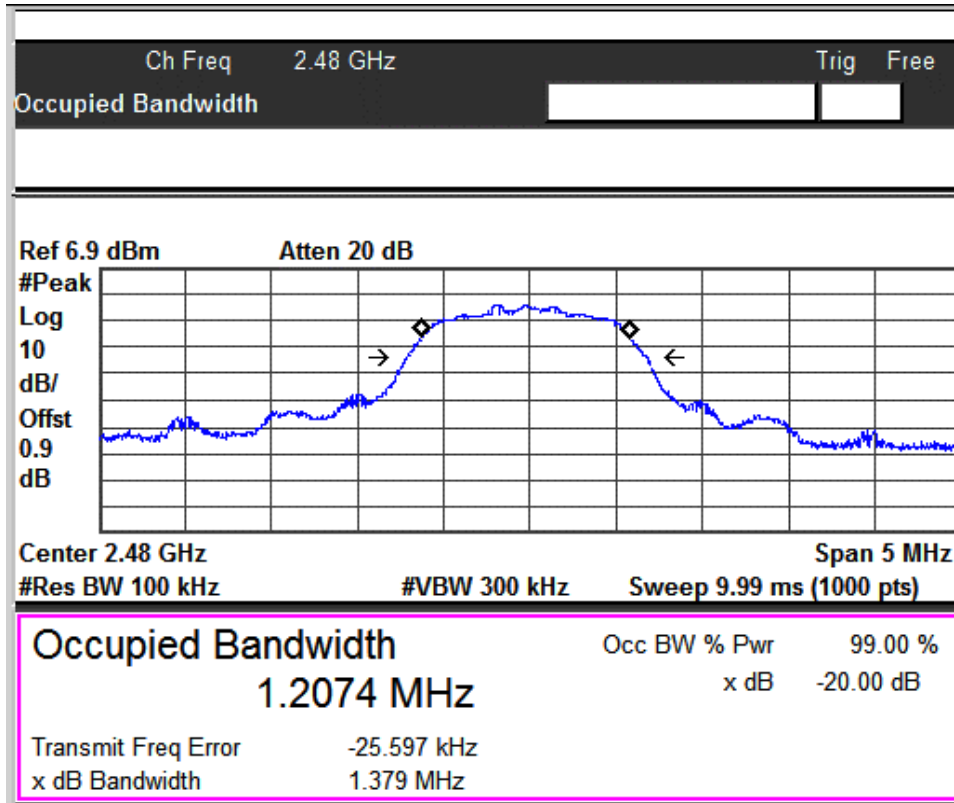 Ch Freq 2.48 GHz Trig Free
Occupied Bandwidth
Ref 6.9 dBm Atten 20 dB
#Peak
Log
10
dB/
Offst
0.9
dB
Center 2.48 GHz Span 5 MHz
#Res BW 100 kHz #VBW 300 kHz Sweep 9.99 ms (1000 pts)
Occupied Bandwidth Occ BW % Pwr 99.00 %
1.2074 MHz x dB -20.00 dB
Transmit Freq Error -25.597 kHz
x dB Bandwidth 1.379 MHz